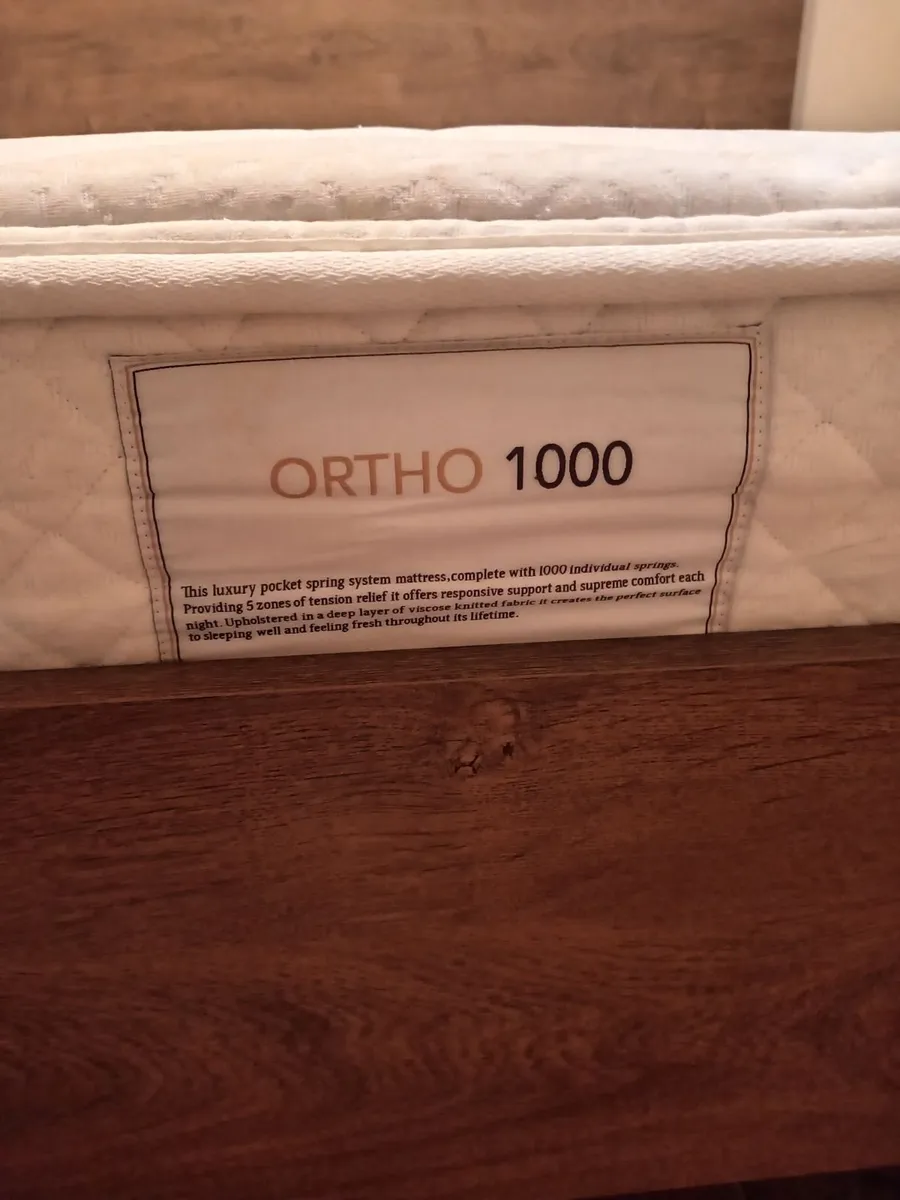 ORTHO 1000
This luxury pocket spring system mattress,complete with 1000 individual springs.
Providing 5 zones of tension relief it offers responsive support and supreme comfort each
night. Upholstered in a deep layer of viscose knitted fabric it creates the perfect surface
to sleeping well and feeling fresh throughout its lifetime.